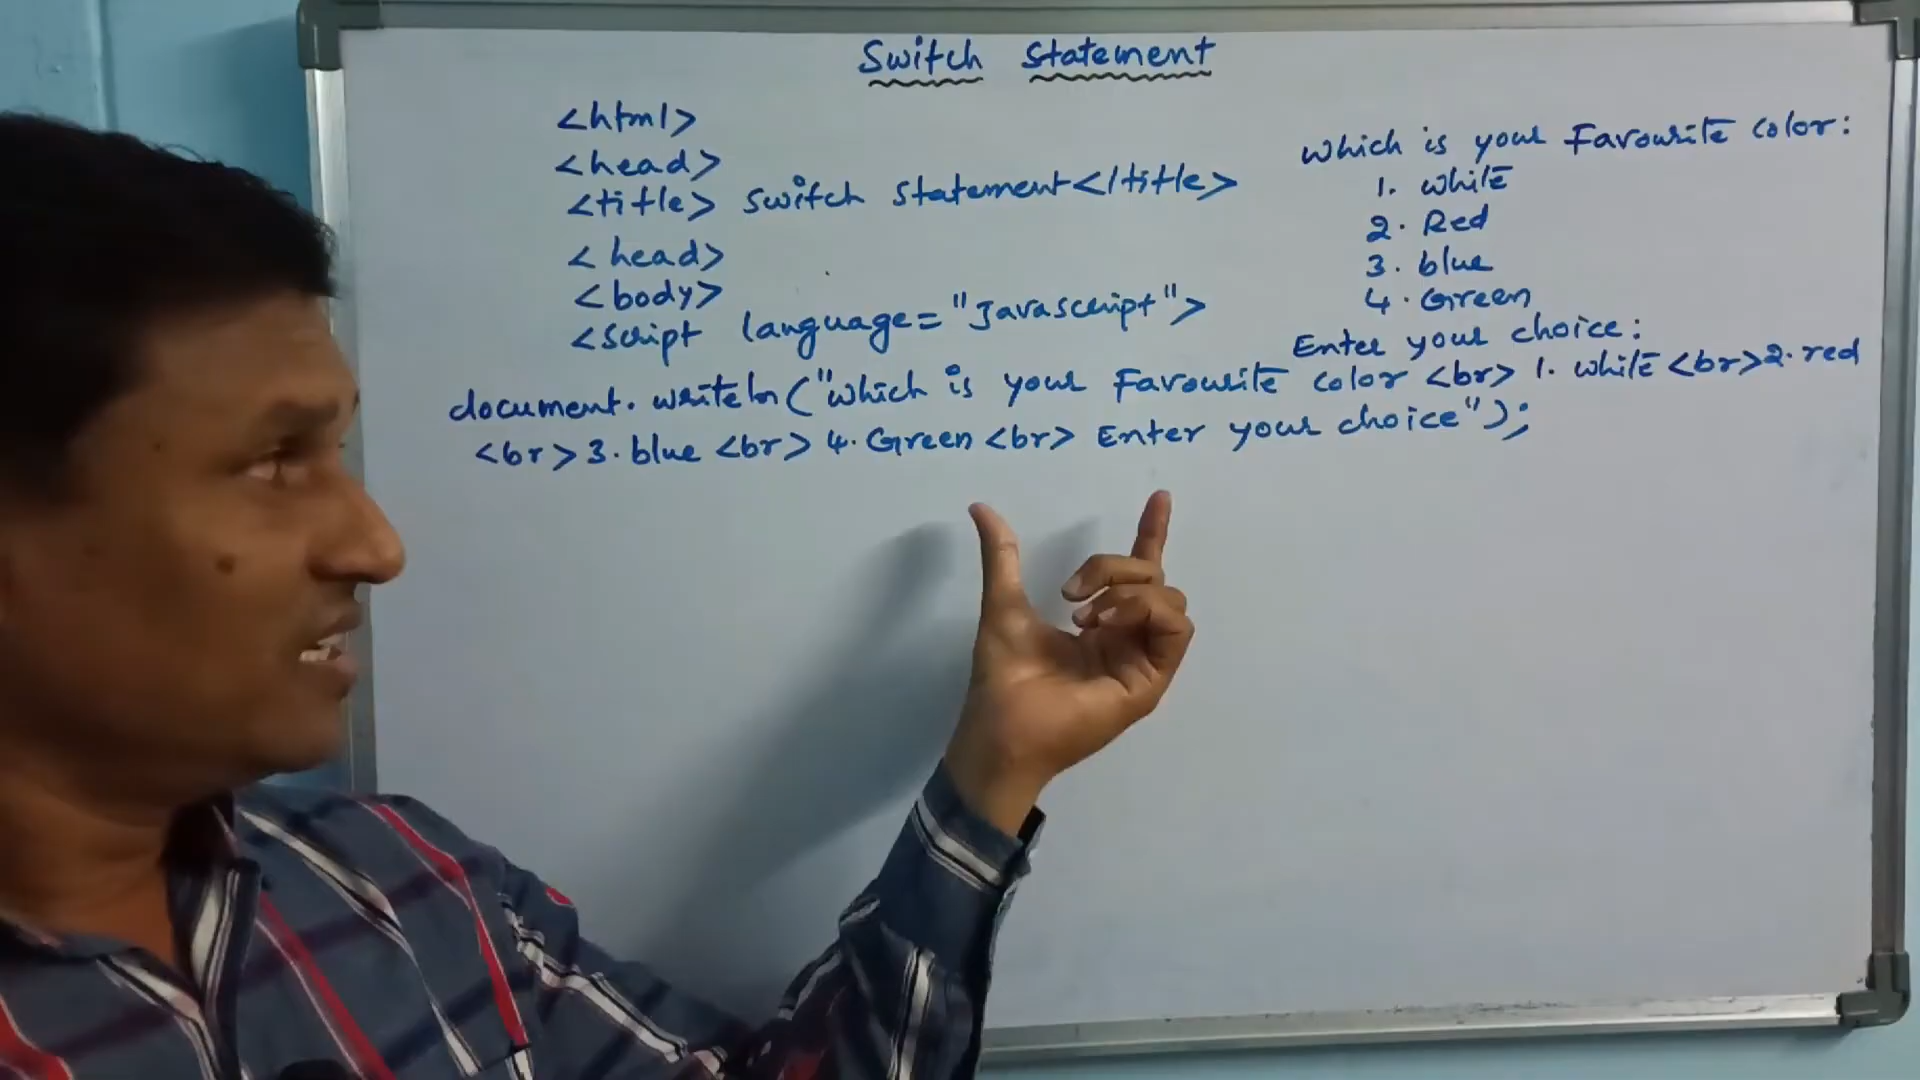 Switch Statement
<html>
<head>
<title> Switch Statement</title>
<head>
<body>
<script language="Javascript">
document.writeln("which is your Favourite color <br> 1. white <br> 2. red
<br> 3. blue <br> 4. Green <br> Enter your choice");
which is your Favourite color:
1. white
2. Red
3. blue
4. Green
Enter your choice: